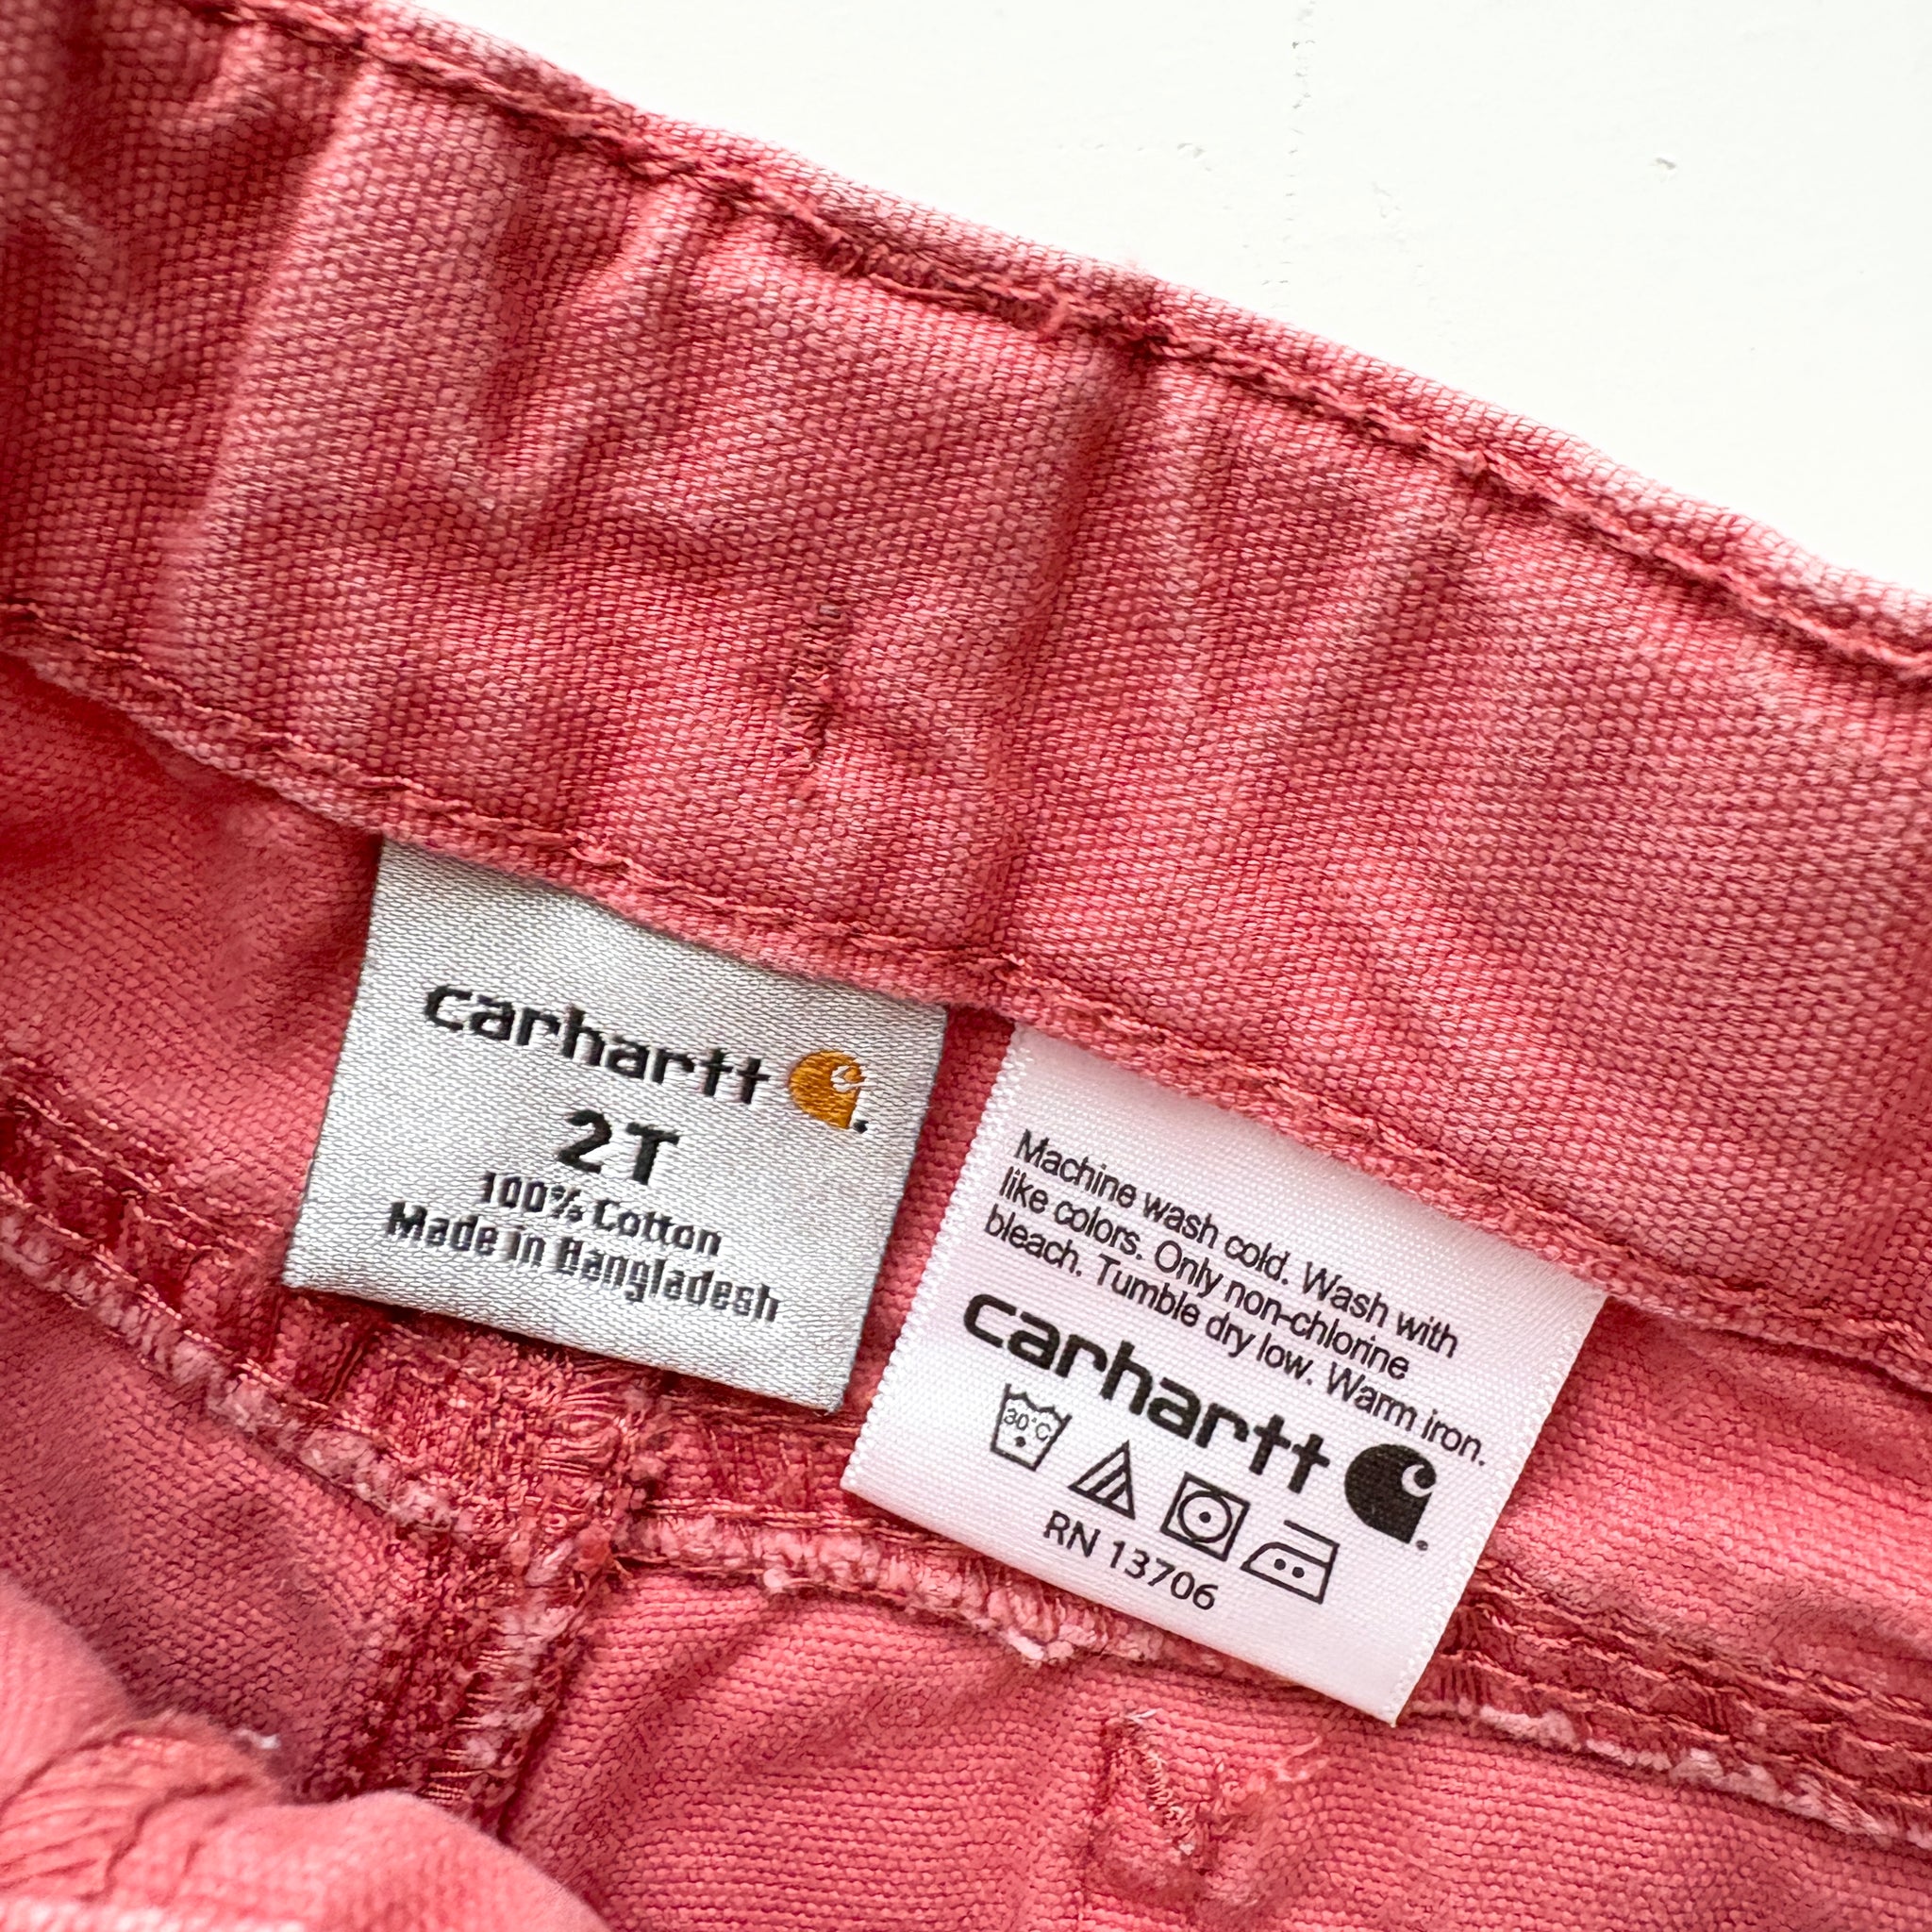 carhartt
2T
100% Cotton
Made in Bangladesh
Machine wash cold. Wash with
like colors. Only non-chlorine
bleach. Tumble dry low. Warm iron.
carhartt
30°C
RN 13706